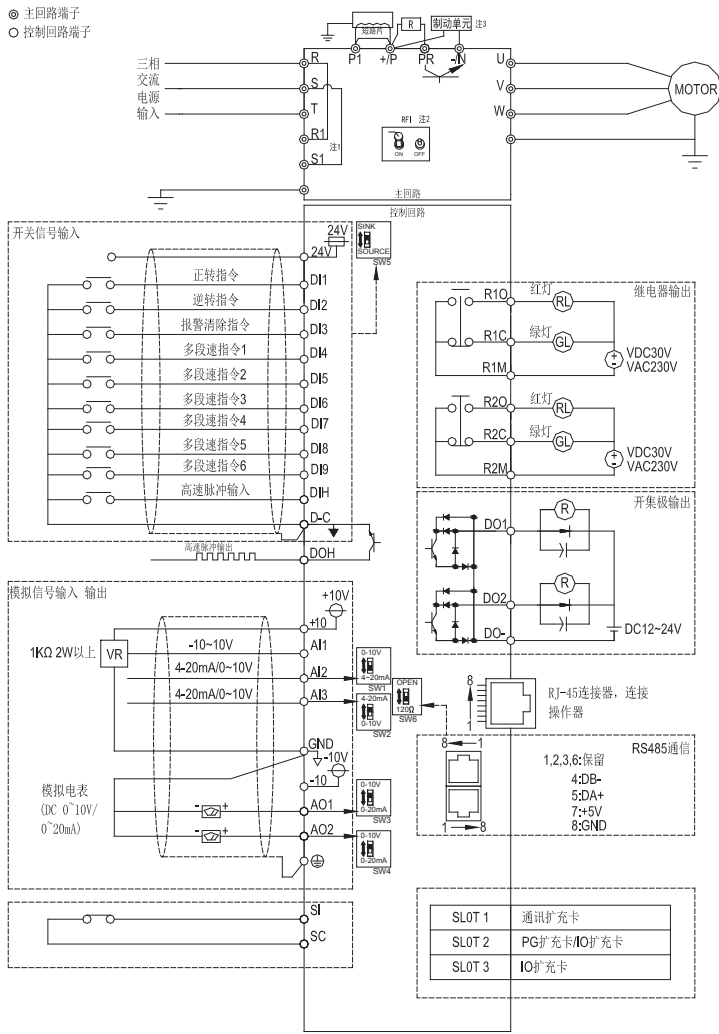 主回路端子
控制回路端子
短路片
R
制动单元 注3
P1
+/P
PR
-/N
三相
交流
电源
输入
R
S
T
R1
S1
注1
RFI 注2
ON
OFF
U
V
W
MOTOR
主回路
控制回路
开关信号输入
24V
24V
SINK
SOURCE
SW5
正转指令
DI1
逆转指令
DI2
报警清除指令
DI3
多段速指令1
DI4
多段速指令2
DI5
多段速指令3
DI6
多段速指令4
DI7
多段速指令5
DI8
多段速指令6
DI9
高速脉冲输入
DIH
D-C
高速脉冲输出
DOH
继电器输出
R1O
红灯
RL
R1C
绿灯
GL
R1M
VDC30V
VAC230V
R2O
红灯
RL
R2C
绿灯
GL
R2M
VDC30V
VAC230V
开集极输出
DO1
R
DO2
R
DO-
DC12~24V
模拟信号输入 输出
+10V
+10
1KΩ 2W以上
VR
-10~10V
AI1
4-20mA/0~10V
AI2
4-20mA/0~10V
AI3
0-10V
4~20mA
SW1
4-20mA
0-10V
SW2
OPEN
120Ω
SW6
GND
-10V
-10
模拟电表
(DC 0~10V/
0~20mA)
-
+
AO1
-
+
AO2
0-10V
0-20mA
SW3
0-10V
0-20mA
SW4
8
1
RJ-45连接器，连接
操作器
RS485通信
8
1
1
8
1,2,3,6:保留
4:DB-
5:DA+
7:+5V
8:GND
SI
SC
SLOT 1 通讯扩充卡
SLOT 2 PG扩充卡/IO扩充卡
SLOT 3 IO扩充卡